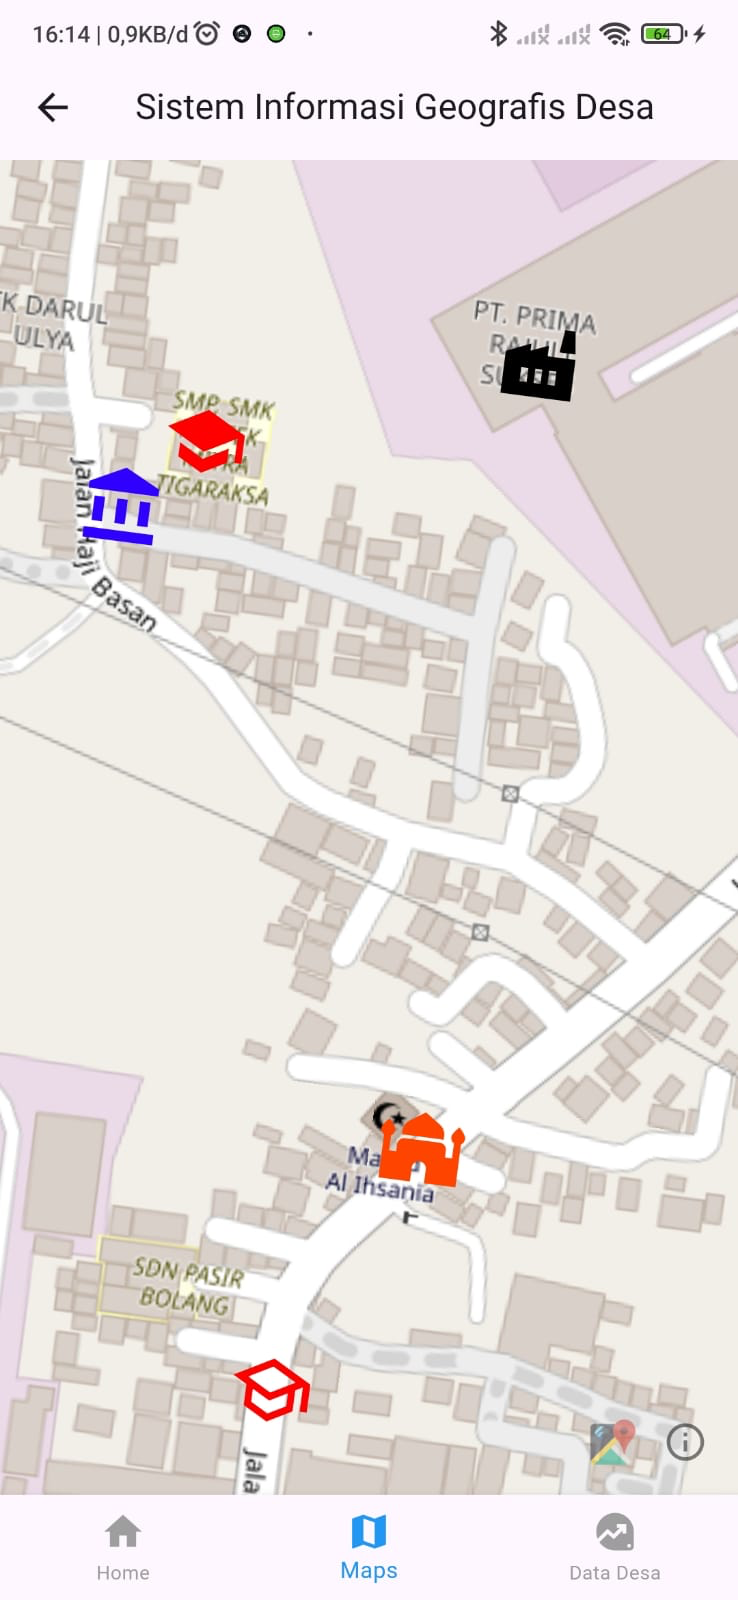 16:14 | 0,9KB/d
64
Sistem Informasi Geografis Desa
K DARUL
ULYA
PT. PRIMA
SMP SMK
TIGARAKSA
Jalan Haji Basan
Al Ihsania
SDN PASIR
BOLANG
Jala
Home
Maps
Data Desa